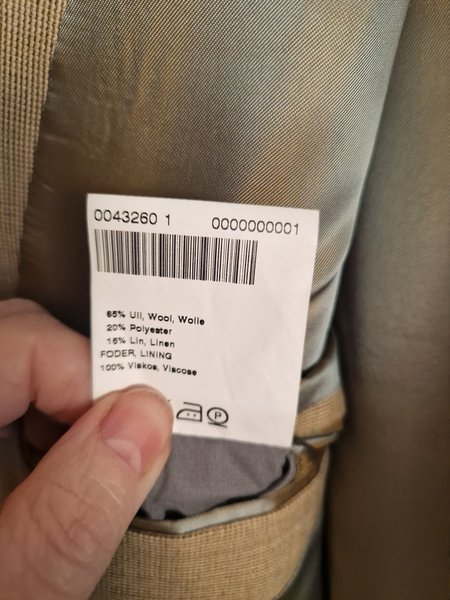 0043260 1 0000000001
65% Ull, Wool, Wolle
20% Polyester
15% Lin, Linen
FODER, LINING
100% Viskos, Viscose
P